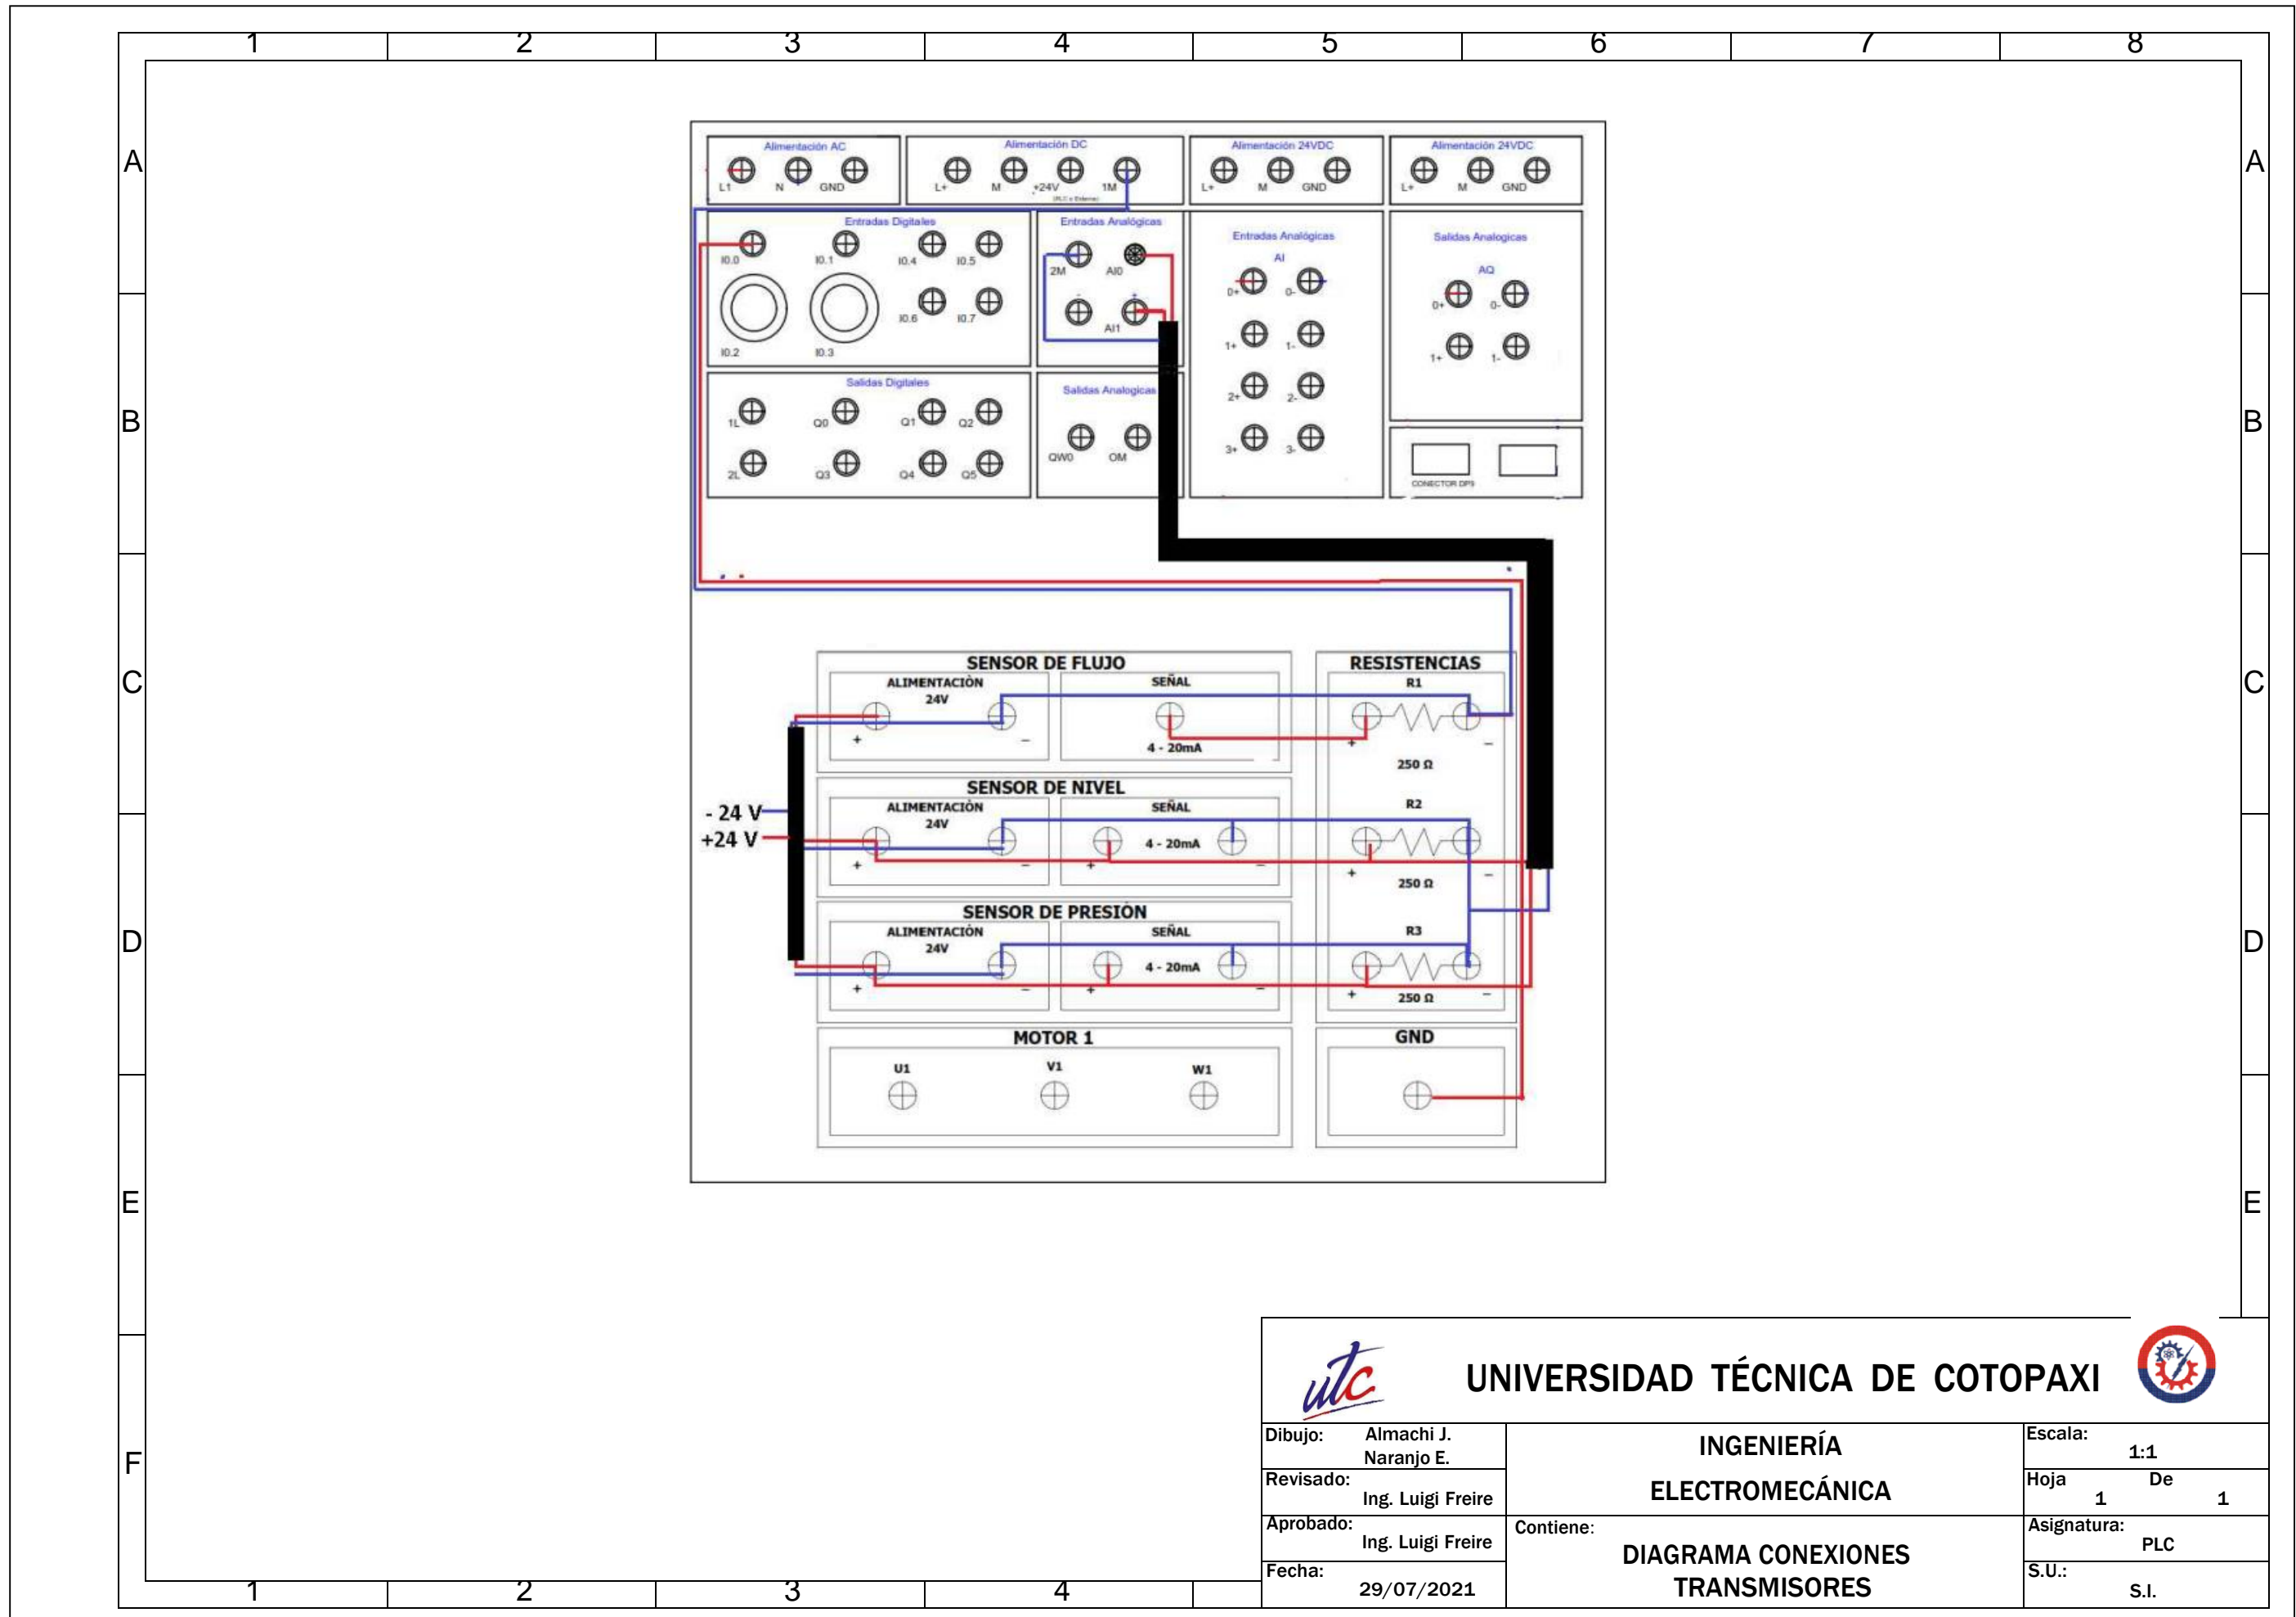 1 2 3 4 5 6 7 8
A A
Alimentación AC Alimentación DC Alimentación 24VDC Alimentación 24VDC
L1 N GND L+ M +24V 1M L+ M GND L+ M GND
(PLC o Externa)
Entradas Digitales Entradas Analógicas Entradas Analógicas Salidas Analogicas
I0.0 I0.1 I0.4 I0.5 2M AI0 AI AQ
0+ 0- 0+ 0-
- +
I0.6 I0.7 AI1
I0.2 I0.3 1+ 1- 1+ 1-
Salidas Digitales Salidas Analogicas
2+ 2-
B B
1L Q0 Q1 Q2
QW0 OM 3+ 3-
2L Q3 Q4 Q5
CONECTOR DP9
SENSOR DE FLUJO RESISTENCIAS
C C
ALIMENTACIÒN SEÑAL R1
24V
+ − 4 - 20mA + −
250 Ω
SENSOR DE NIVEL
ALIMENTACIÒN SEÑAL R2
24V
- 24 V
+24 V
4 - 20mA
+ − + − + −
250 Ω
SENSOR DE PRESIÒN
D D
ALIMENTACIÒN SEÑAL R3
24V
4 - 20mA
+ − + − + −
250 Ω
MOTOR 1 GND
U1 V1 W1
E E
utc
UNIVERSIDAD TÉCNICA DE COTOPAXI
Dibujo: Almachi J.
Naranjo E.
INGENIERÍA
ELECTROMECÁNICA
Escala:
1:1
F
Revisado:
Ing. Luigi Freire
Hoja De
1 1
Aprobado:
Ing. Luigi Freire
Contiene:
DIAGRAMA CONEXIONES
TRANSMISORES
Asignatura:
PLC
Fecha:
29/07/2021
S.U.:
S.I.
1 2 3 4